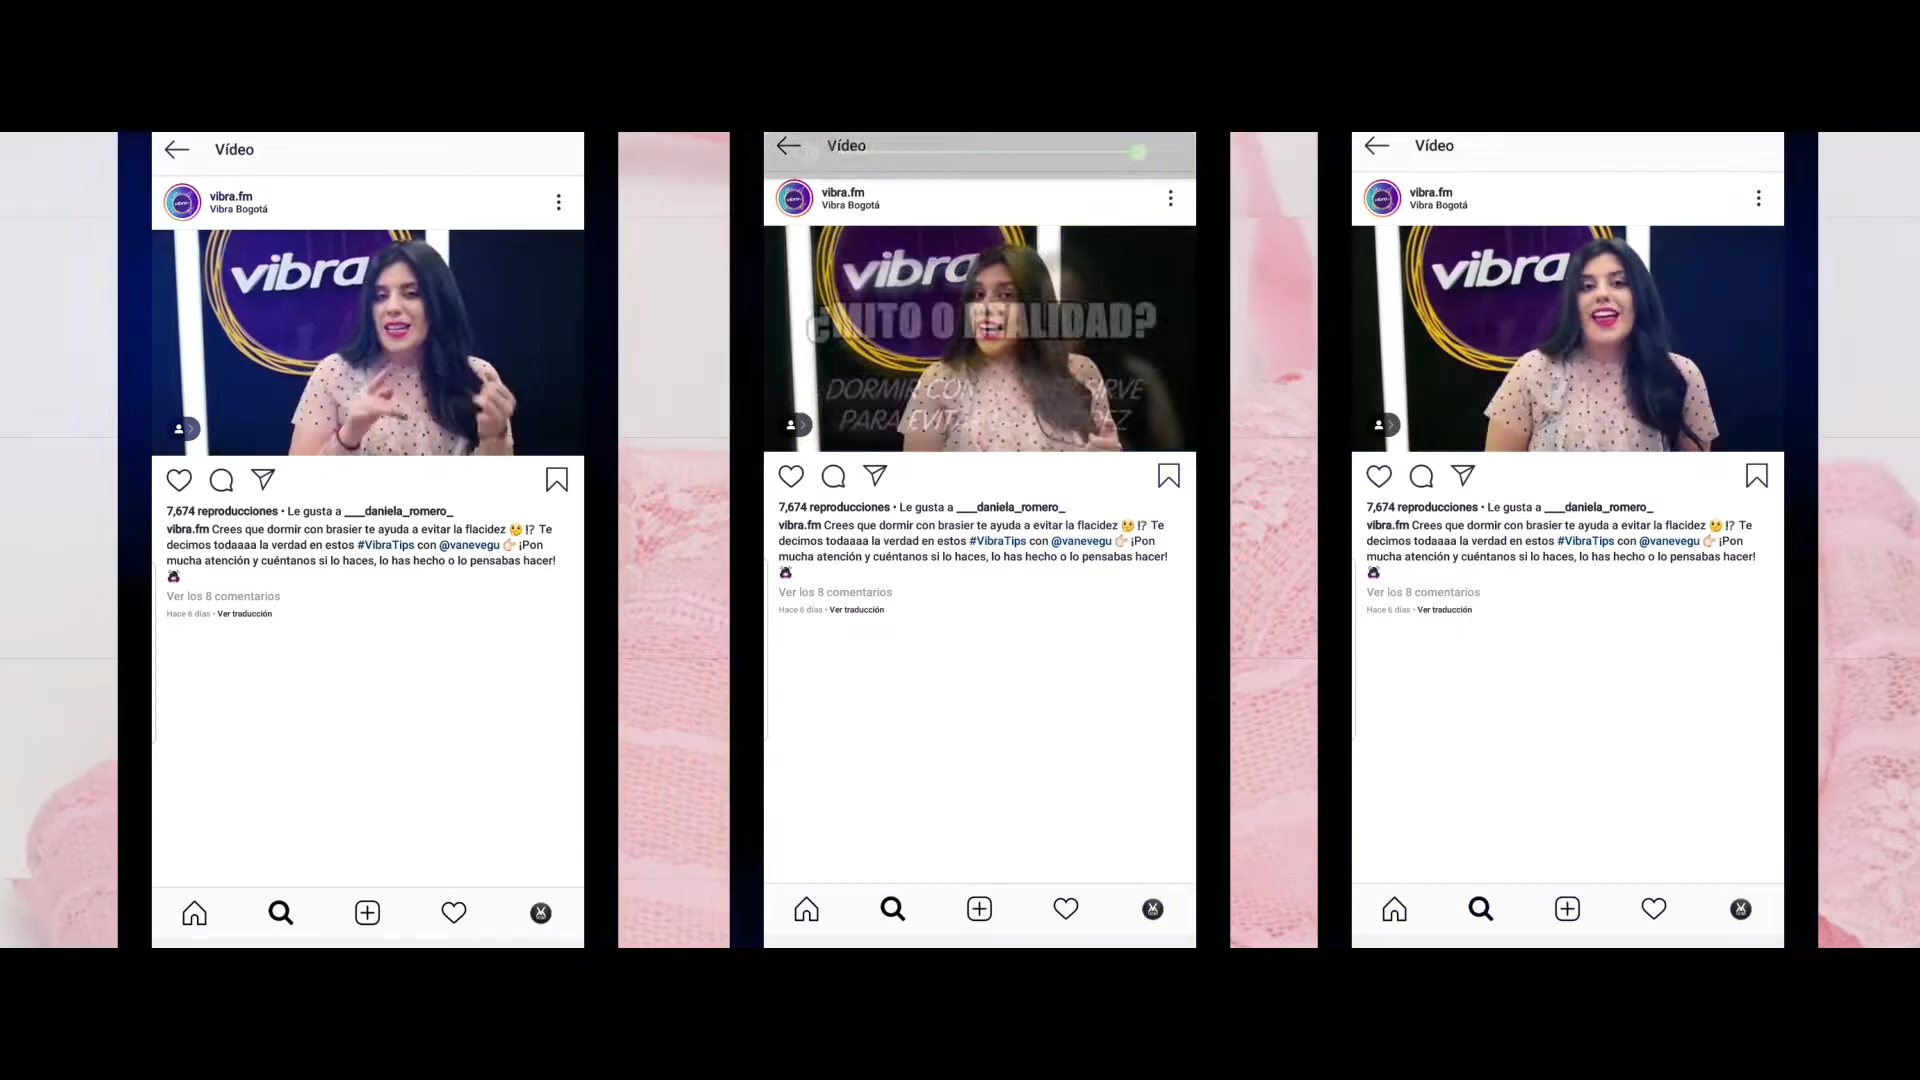 Vídeo
vibra.fm
Vibra Bogotá
vibra
7,674 reproducciones • Le gusta a ___daniela_romero_
vibra.fm Crees que dormir con brasier te ayuda a evitar la flacidez 🤔⁉️ Te
decimos todaaaa la verdad en estos #VibraTips con @vanevegu 👉🏻 ¡Pon
mucha atención y cuéntanos si lo haces, lo has hecho o lo pensabas hacer!
🙈
Ver los 8 comentarios
Hace 6 días • Ver traducción
Vídeo
vibra.fm
Vibra Bogotá
vibra
¿MITO O REALIDAD?
DORMIR CON SIRVE
PARA EVITAR
7,674 reproducciones • Le gusta a ___daniela_romero_
vibra.fm Crees que dormir con brasier te ayuda a evitar la flacidez 🤔⁉️ Te
decimos todaaaa la verdad en estos #VibraTips con @vanevegu 👉🏻 ¡Pon
mucha atención y cuéntanos si lo haces, lo has hecho o lo pensabas hacer!
🙈
Ver los 8 comentarios
Hace 6 días • Ver traducción
Vídeo
vibra.fm
Vibra Bogotá
vibra
7,674 reproducciones • Le gusta a ___daniela_romero_
vibra.fm Crees que dormir con brasier te ayuda a evitar la flacidez 🤔⁉️ Te
decimos todaaaa la verdad en estos #VibraTips con @vanevegu 👉🏻 ¡Pon
mucha atención y cuéntanos si lo haces, lo has hecho o lo pensabas hacer!
🙈
Ver los 8 comentarios
Hace 6 días • Ver traducción